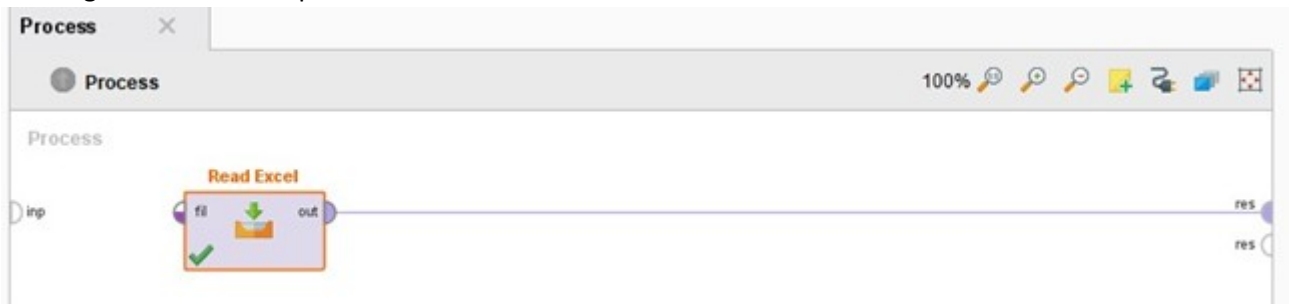 Process
Process
100%
Process
Read Excel
inp
fil
out
res
res